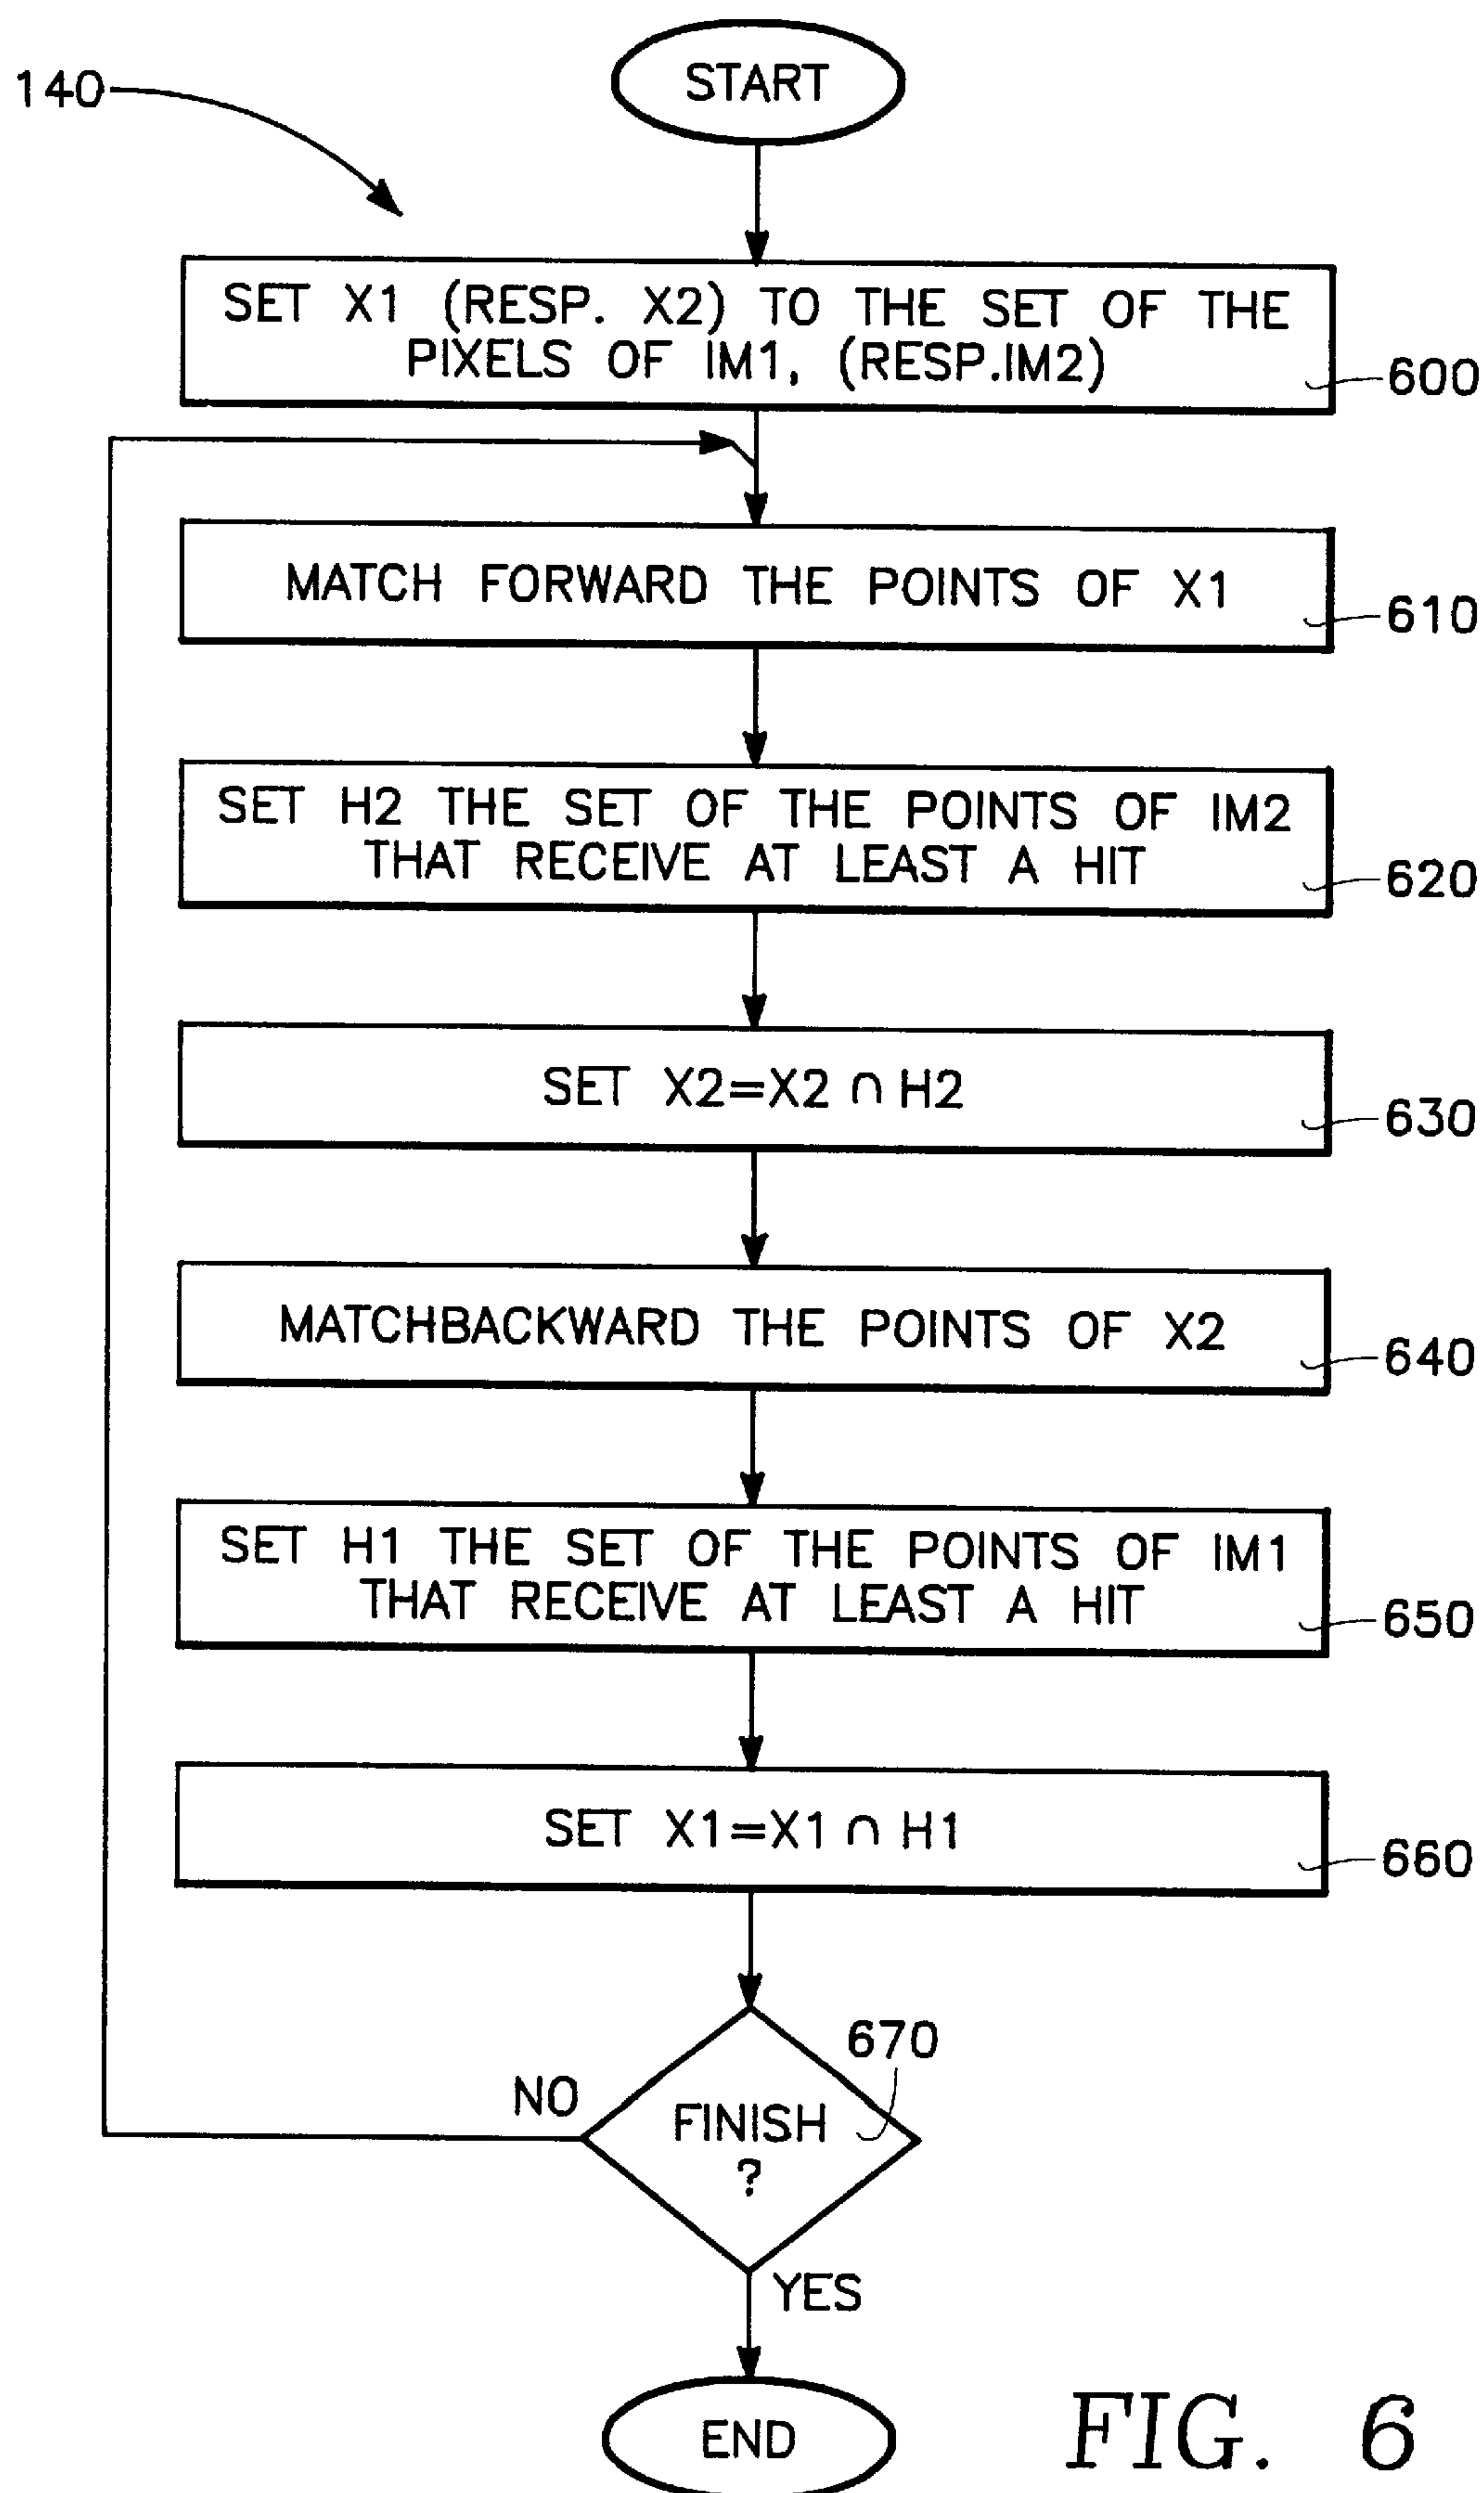 START
140
SET X1 (RESP. X2) TO THE SET OF THE
PIXELS OF IM1, (RESP.IM2)
600
MATCH FORWARD THE POINTS OF X1
610
SET H2 THE SET OF THE POINTS OF IM2
THAT RECEIVE AT LEAST A HIT
620
SET X2=X2 ∩ H2
630
MATCHBACKWARD THE POINTS OF X2
640
SET H1 THE SET OF THE POINTS OF IM1
THAT RECEIVE AT LEAST A HIT
650
SET X1=X1 ∩ H1
660
670
NO
FINISH
?
YES
END
FIG. 6